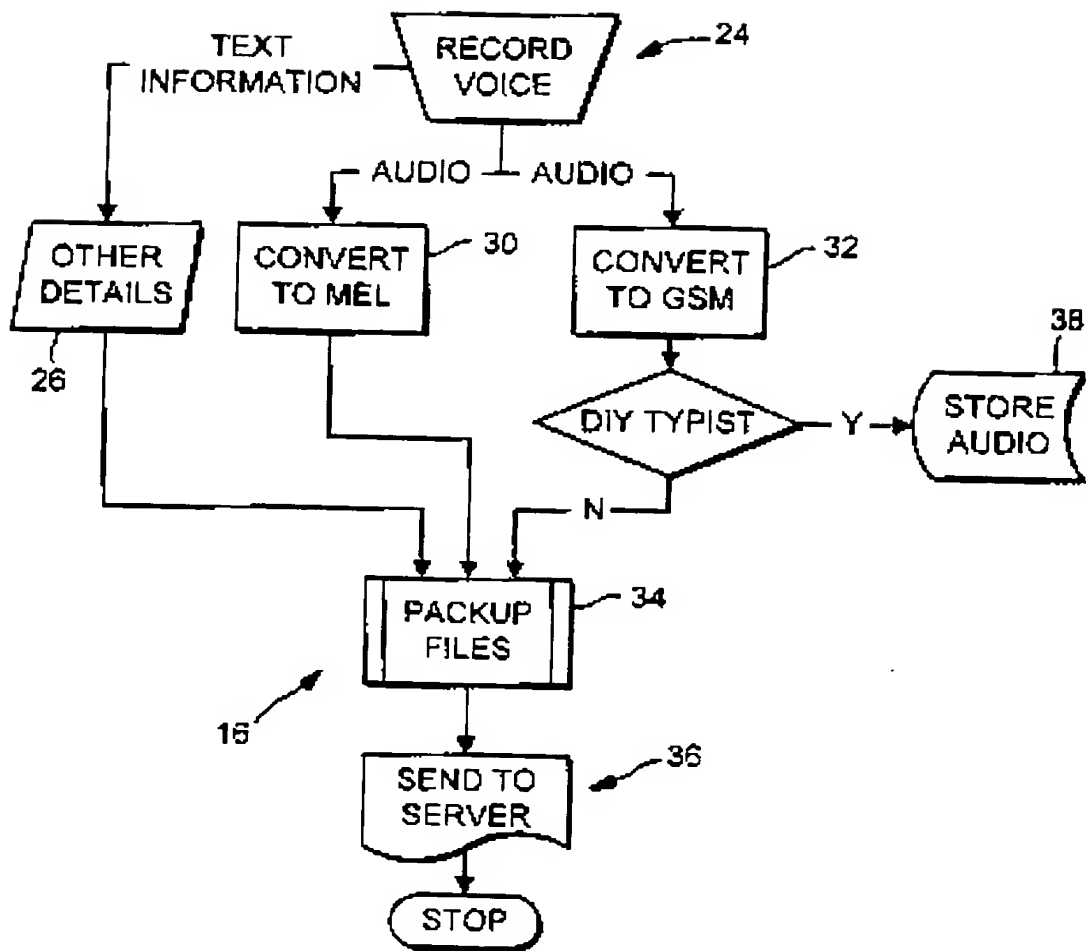 RECORD
VOICE
24
TEXT
INFORMATION
AUDIO
AUDIO
OTHER
DETAILS
26
CONVERT
TO MEL
30
CONVERT
TO GSM
32
DIY TYPIST
Y
STORE
AUDIO
38
N
PACKUP
FILES
34
16
SEND TO
SERVER
36
STOP